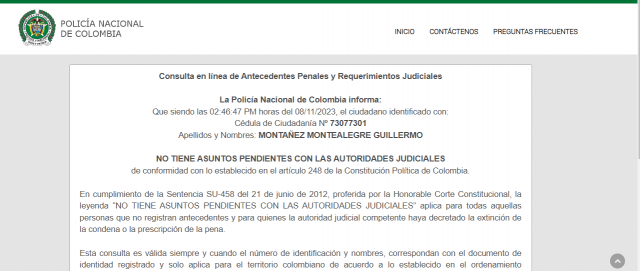 POLICÍA NACIONAL
DE COLOMBIA
INICIO CONTÁCTENOS PREGUNTAS FRECUENTES
Consulta en línea de Antecedentes Penales y Requerimientos Judiciales
La Policía Nacional de Colombia informa:
Que siendo las 02:46:47 PM horas del 08/11/2023, el ciudadano identificado con:
Cédula de Ciudadanía Nº 73077301
Apellidos y Nombres: MONTAÑEZ MONTEALEGRE GUILLERMO
NO TIENE ASUNTOS PENDIENTES CON LAS AUTORIDADES JUDICIALES
de conformidad con lo establecido en el artículo 248 de la Constitución Política de Colombia.
En cumplimiento de la Sentencia SU-458 del 21 de junio de 2012, proferida por la Honorable Corte Constitucional, la
leyenda "NO TIENE ASUNTOS PENDIENTES CON LAS AUTORIDADES JUDICIALES" aplica para todas aquellas
personas que no registran antecedentes y para quienes la autoridad judicial competente haya decretado la extinción de
la condena o la prescripción de la pena.
Esta consulta es válida siempre y cuando el número de identificación y nombres, correspondan con el documento de
identidad registrado y solo aplica para el territorio colombiano de acuerdo a lo establecido en el ordenamiento